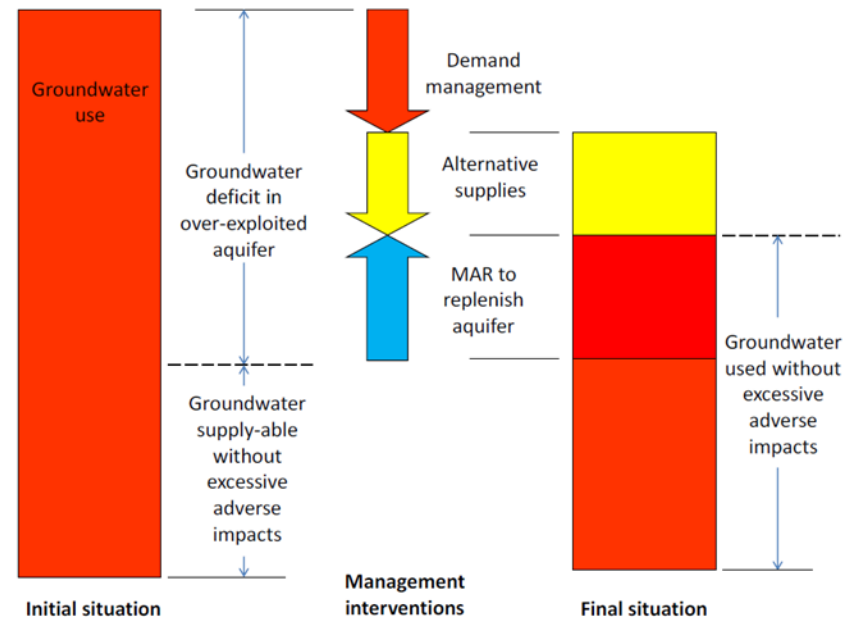 Groundwater
use
Groundwater
deficit in
over-exploited
aquifer
Groundwater
supply-able
without
excessive
adverse
impacts
Initial situation
Demand
management
Alternative
supplies
MAR to
replenish
aquifer
Management
interventions
Groundwater
used without
excessive
adverse
impacts
Final situation